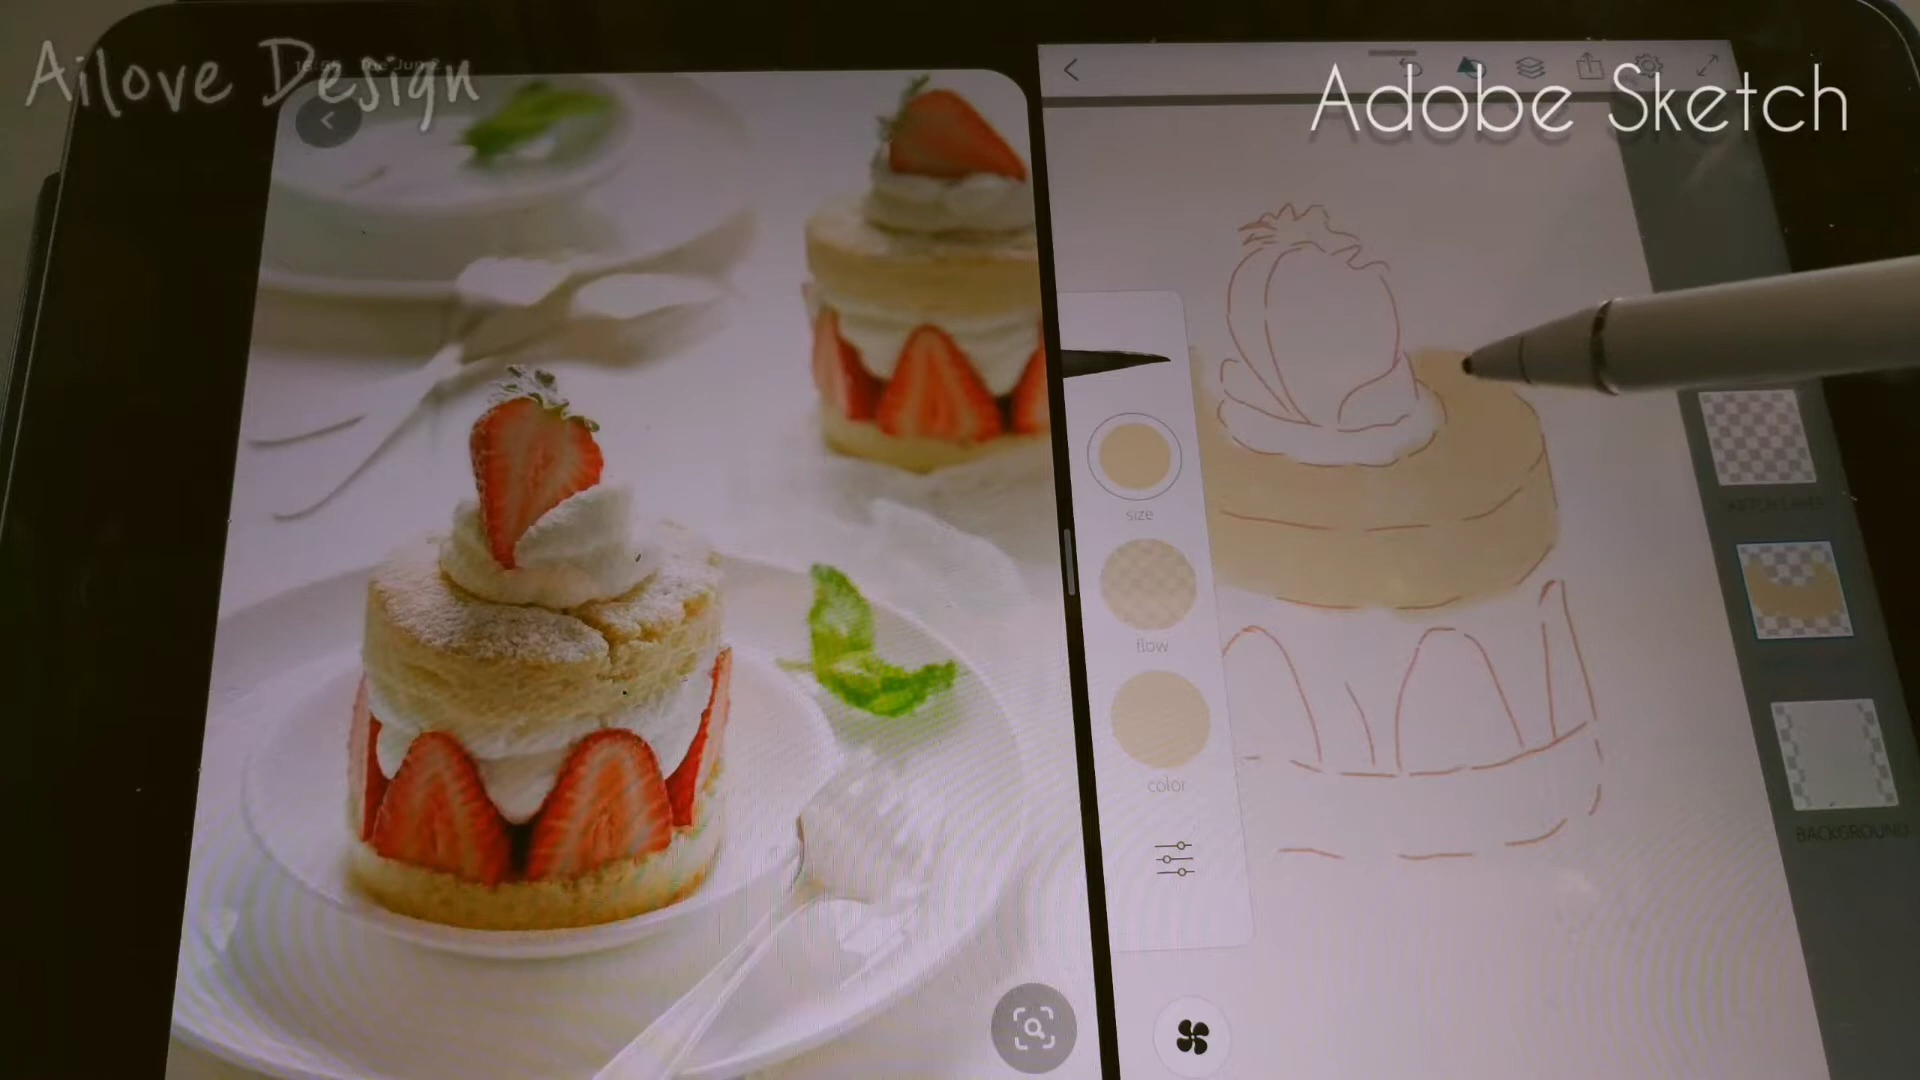 Ailove Design
Adobe Sketch
size
flow
color
BACKGROUND